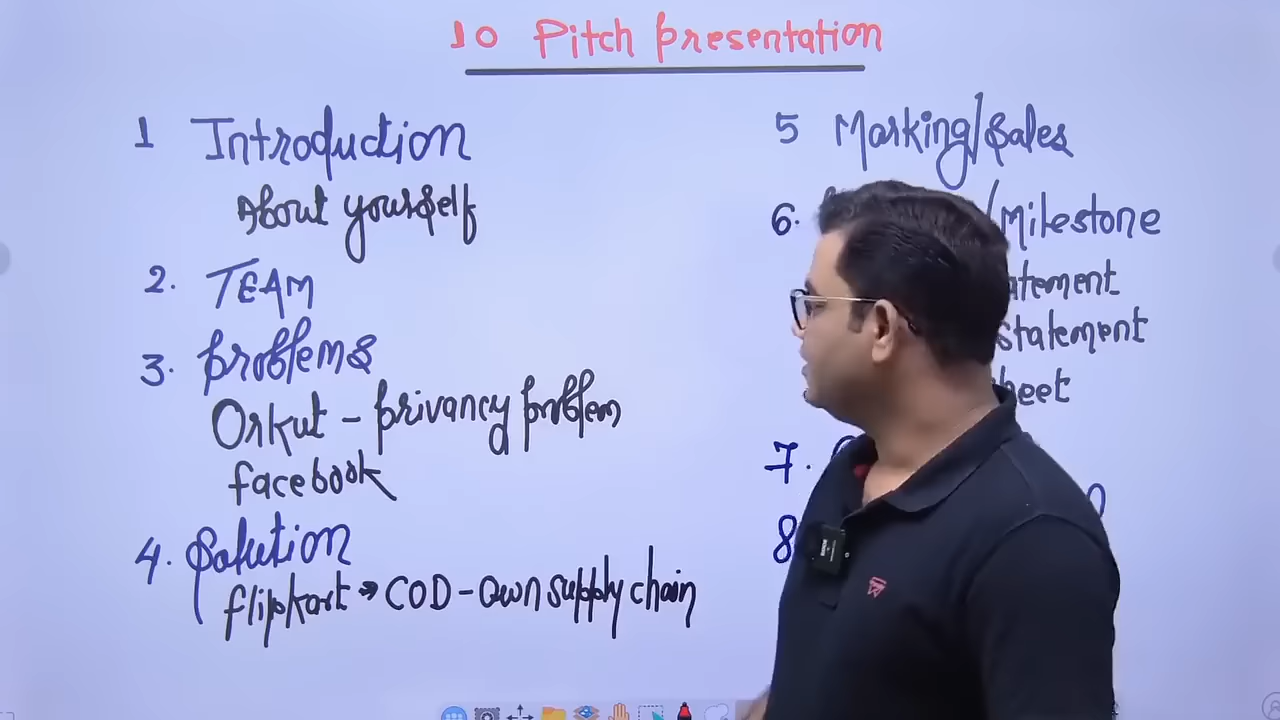 10 Pitch presentation
1 Introduction
About yourself
2. TEAM
3. problems
Orkut - privancy problem
facebook
4. Solution
flipkart → COD - Own supply chain
5 Marking/Sales
6. /Milestone
atement
statement
heet
7.
8